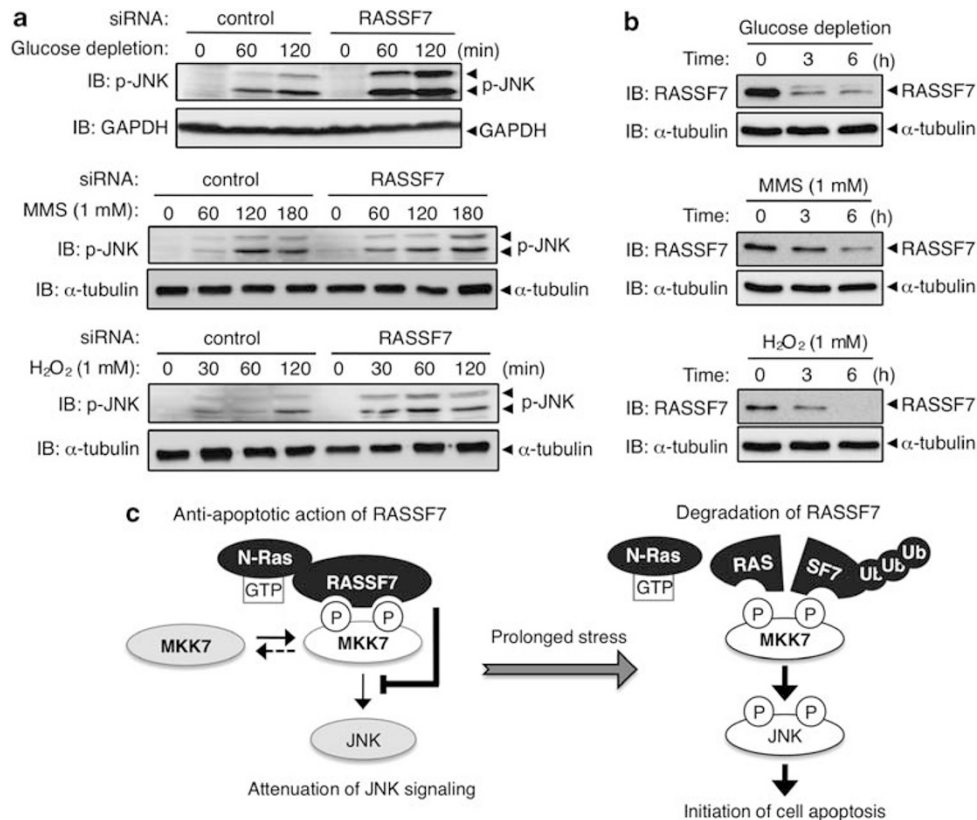 a
siRNA: control RASSF7
Glucose depletion: 0 60 120 0 60 120 (min)
IB: p-JNK p-JNK
IB: GAPDH GAPDH
siRNA: control RASSF7
MMS (1 mM): 0 60 120 180 0 60 120 180
IB: p-JNK p-JNK
IB: α-tubulin α-tubulin
siRNA: control RASSF7
H₂O₂ (1 mM): 0 30 60 120 0 30 60 120 (min)
IB: p-JNK p-JNK
IB: α-tubulin α-tubulin
b
Glucose depletion
Time: 0 3 6 (h)
IB: RASSF7 RASSF7
IB: α-tubulin α-tubulin
MMS (1 mM)
Time: 0 3 6 (h)
IB: RASSF7 RASSF7
IB: α-tubulin α-tubulin
H₂O₂ (1 mM)
Time: 0 3 6 (h)
IB: RASSF7 RASSF7
IB: α-tubulin α-tubulin
c
Anti-apoptotic action of RASSF7
N-Ras
GTP
RASSF7
P P
MKK7
MKK7
JNK
Attenuation of JNK signaling
Prolonged stress
Degradation of RASSF7
N-Ras
GTP
RAS SF7 Ub Ub Ub
P P
MKK7
P P
JNK
Initiation of cell apoptosis